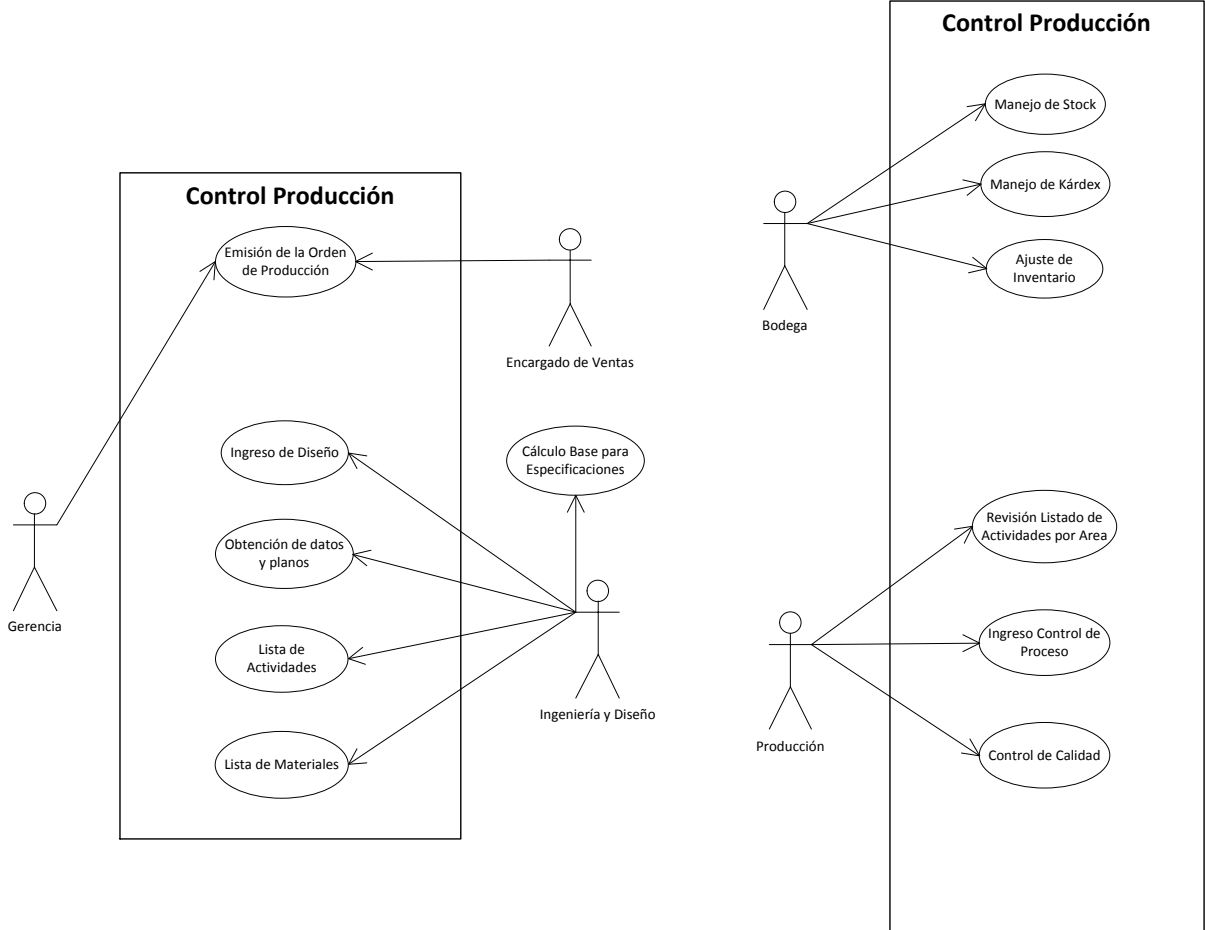 Control Producción
Emisión de la Orden
de Producción
Encargado de Ventas
Ingreso de Diseño
Cálculo Base para
Especificaciones
Obtención de datos
y planos
Gerencia
Lista de
Actividades
Ingeniería y Diseño
Lista de Materiales
Control Producción
Manejo de Stock
Manejo de Kárdex
Ajuste de
Inventario
Bodega
Revisión Listado de
Actividades por Area
Ingreso Control de
Proceso
Producción
Control de Calidad